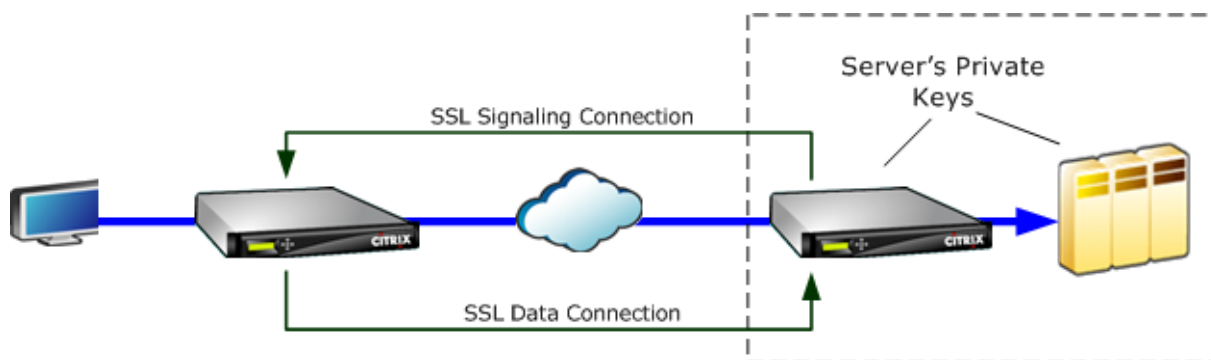 Server's Private
Keys
SSL Signaling Connection
CITRIX
CITRIX
SSL Data Connection